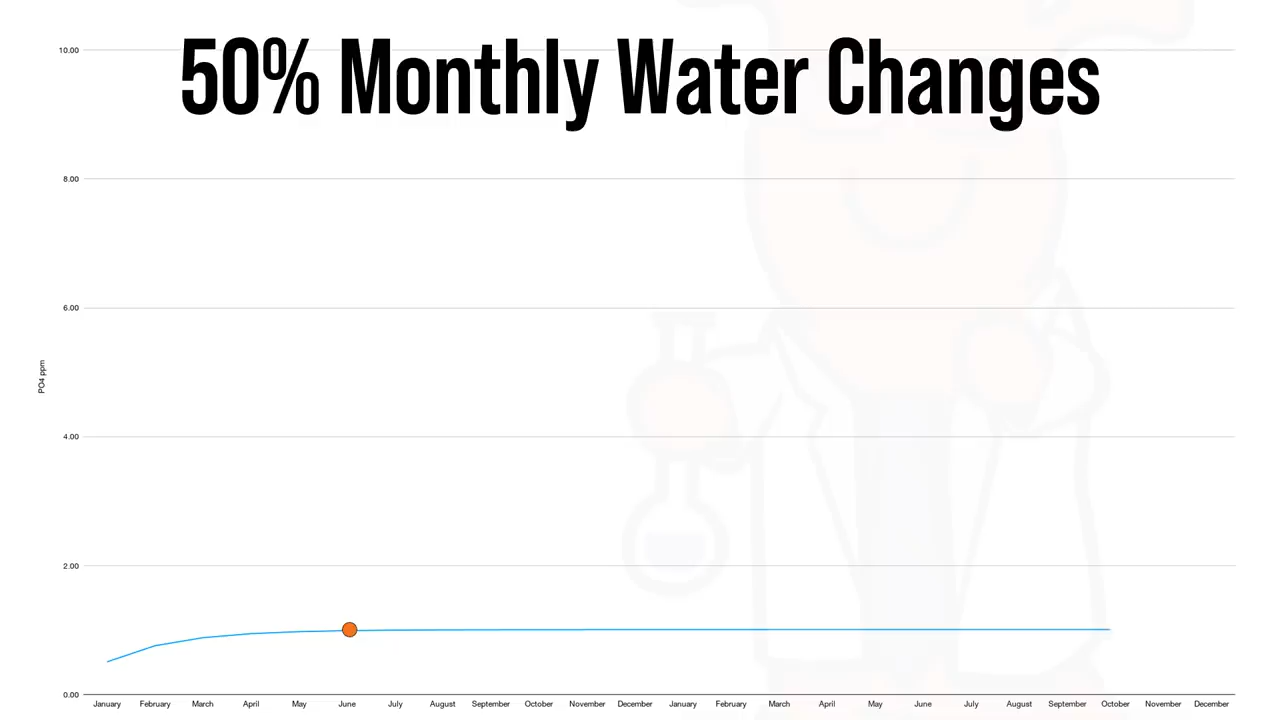 50% Monthly Water Changes
10.00
8.00
6.00
PO4 ppm
4.00
2.00
0.00
January February March April May June July August September October November December January February March April May June July August September October November December